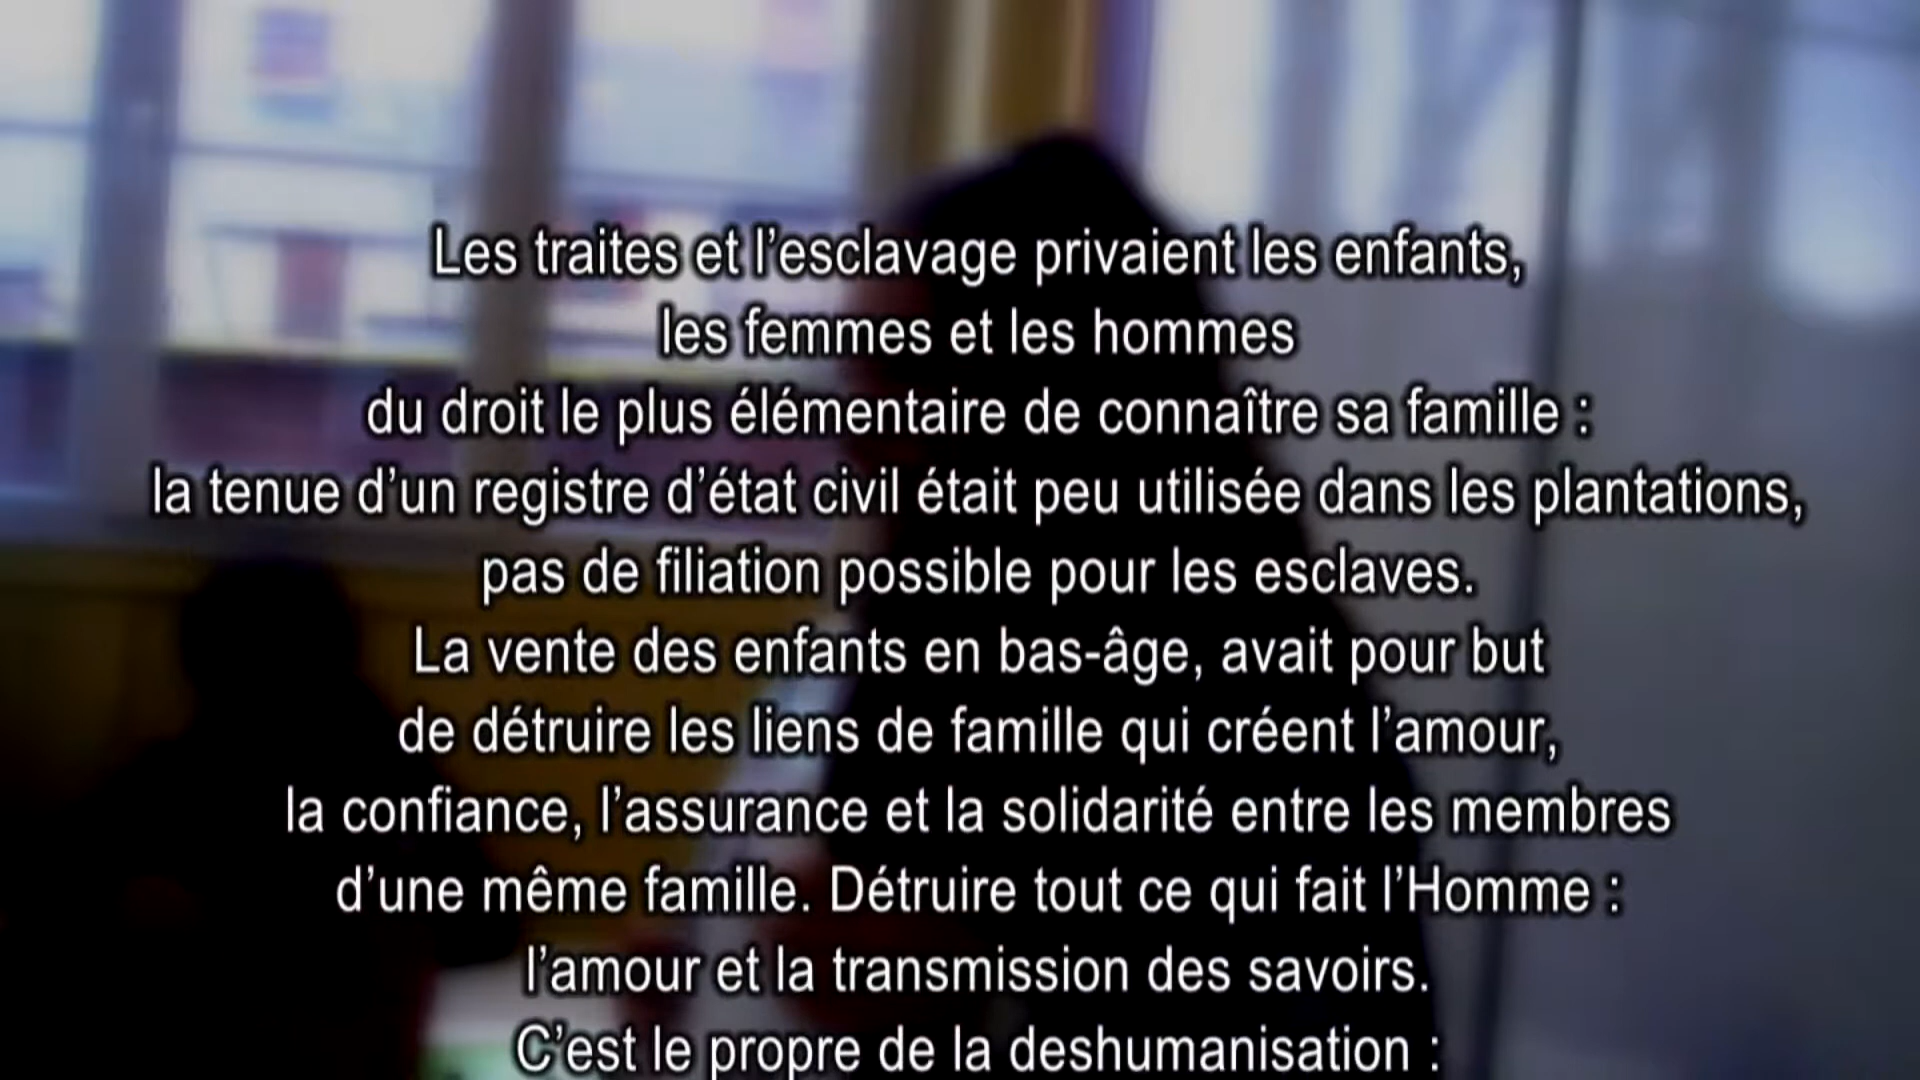 Les traites et l’esclavage privaient les enfants,
les femmes et les hommes
du droit le plus élémentaire de connaître sa famille :
la tenue d’un registre d’état civil était peu utilisée dans les plantations,
pas de filiation possible pour les esclaves.
La vente des enfants en bas-âge, avait pour but
de détruire les liens de famille qui créent l’amour,
la confiance, l’assurance et la solidarité entre les membres
d’une même famille. Détruire tout ce qui fait l’Homme :
l’amour et la transmission des savoirs.
C’est le propre de la deshumanisation :